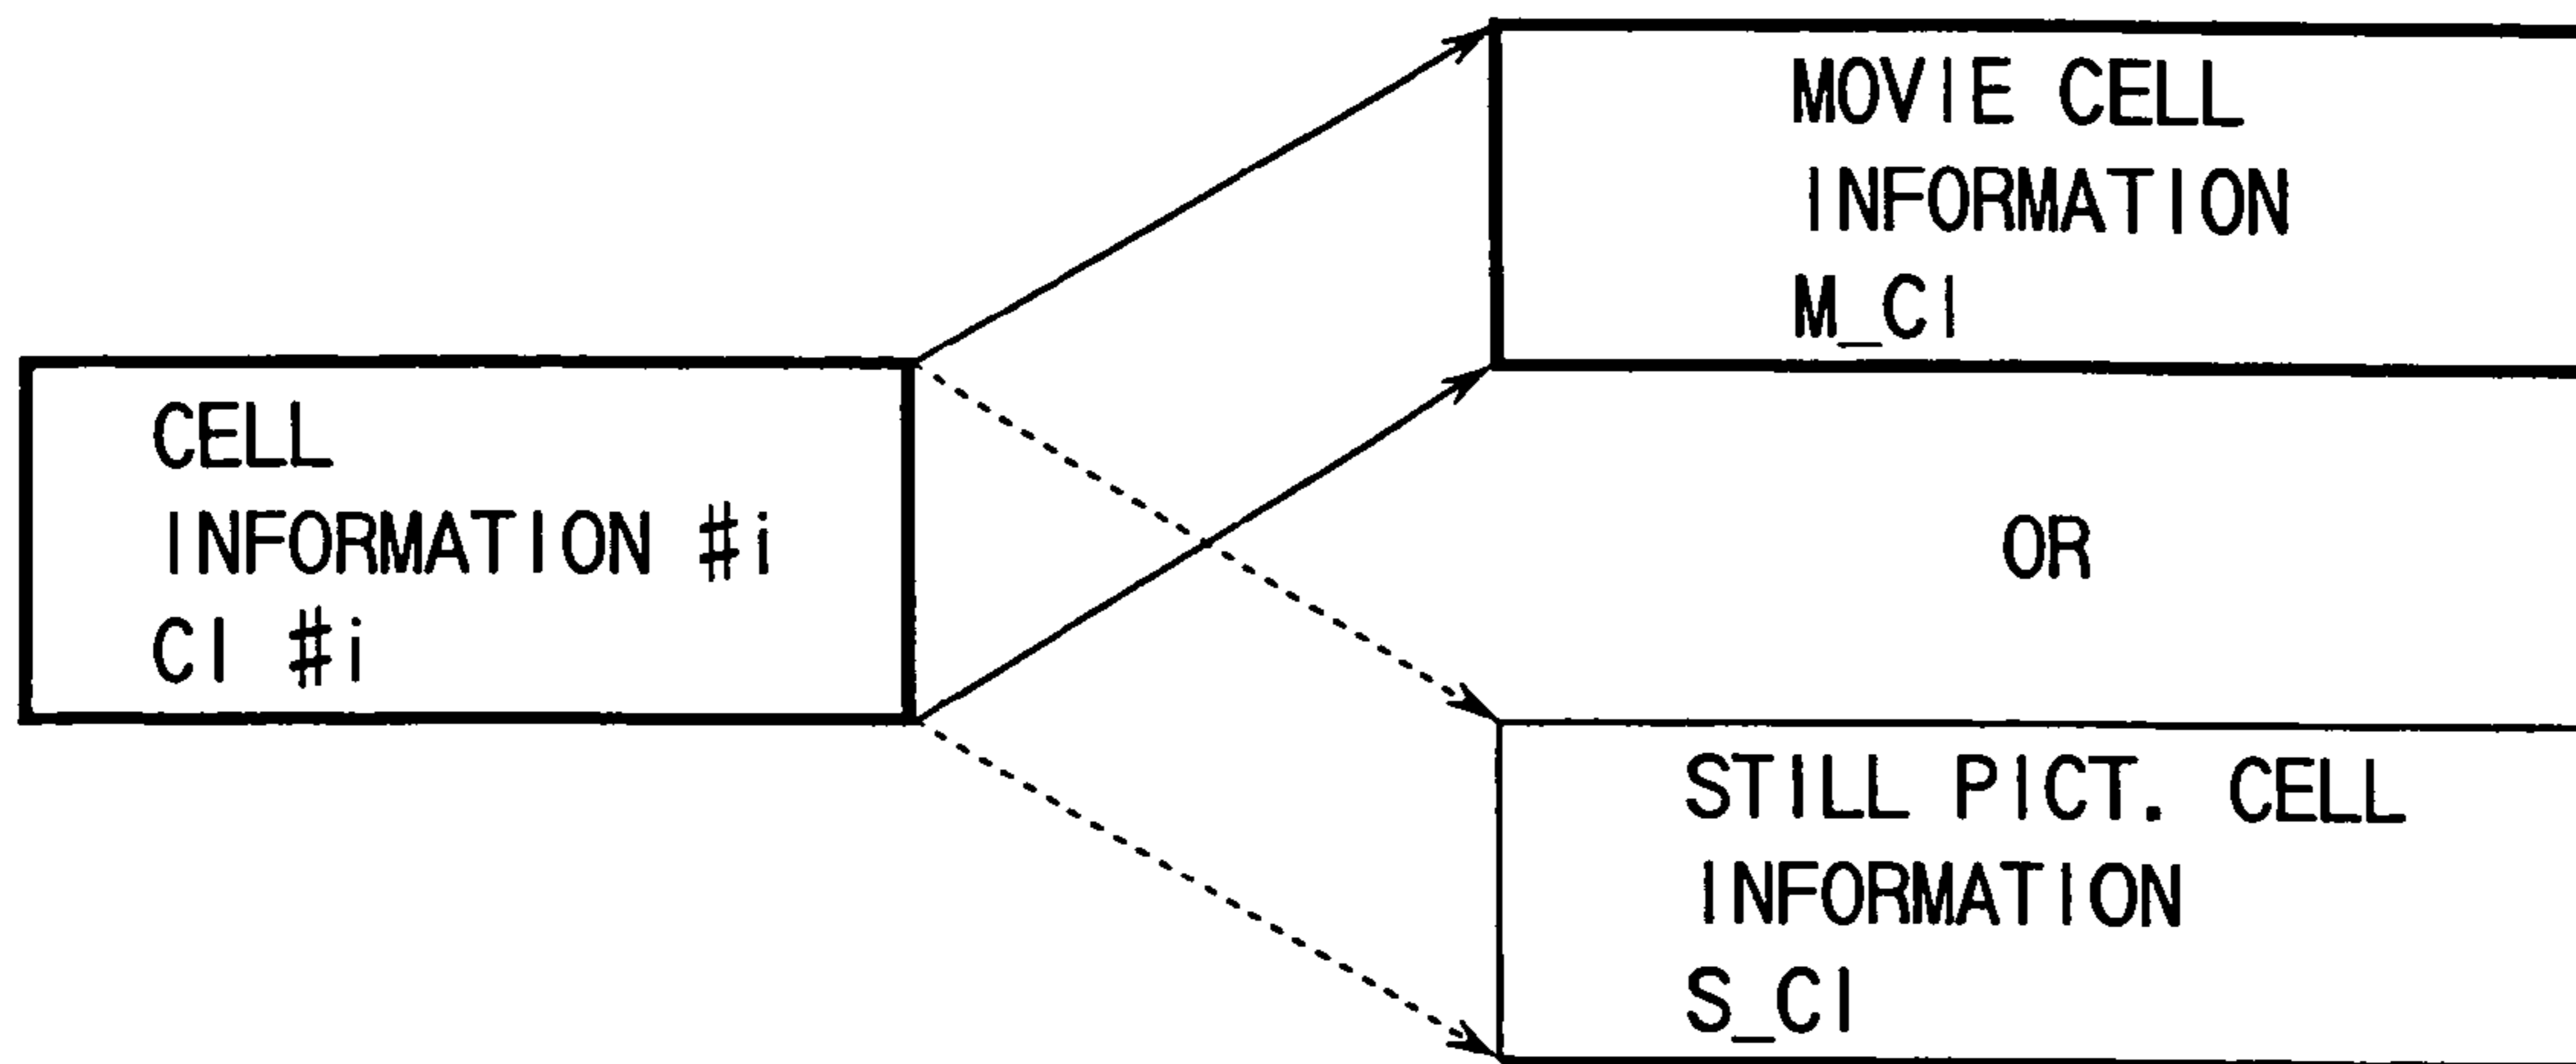 MOVIE CELL
INFORMATION
M_CI
CELL
INFORMATION #i
CI #i
OR
STILL PICT. CELL
INFORMATION
S_CI